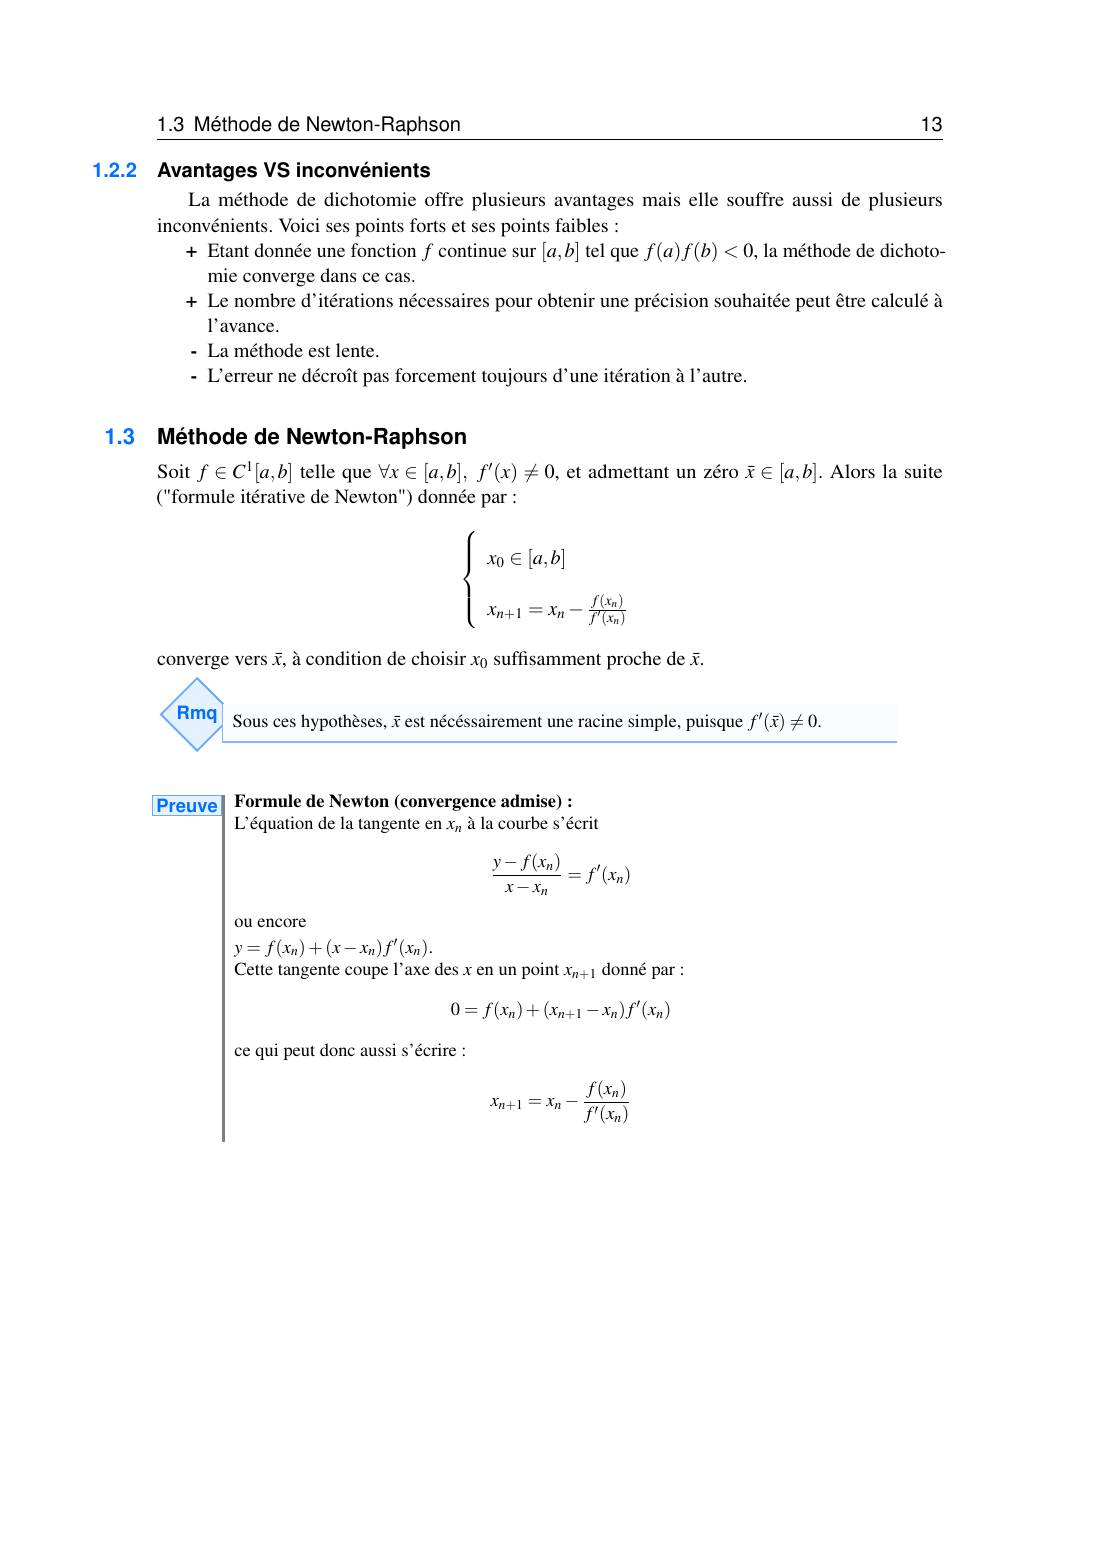 1.3 Méthode de Newton-Raphson 13
1.2.2 Avantages VS inconvénients
La méthode de dichotomie offre plusieurs avantages mais elle souffre aussi de plusieurs
inconvénients. Voici ses points forts et ses points faibles :
+ Etant donnée une fonction f continue sur [a,b] tel que f(a)f(b) < 0, la méthode de dichoto-
mie converge dans ce cas.
+ Le nombre d'itérations nécessaires pour obtenir une précision souhaitée peut être calculé à
l'avance.
- La méthode est lente.
- L'erreur ne décroît pas forcement toujours d'une itération à l'autre.
1.3 Méthode de Newton-Raphson
Soit f ∈ C¹[a,b] telle que ∀x ∈ [a,b], f′(x) ≠ 0, et admettant un zéro x̄ ∈ [a,b]. Alors la suite
("formule itérative de Newton") donnée par :
{ x₀ ∈ [a,b]
xₙ₊₁ = xₙ − f(xₙ)/f′(xₙ)
converge vers x̄, à condition de choisir x₀ suffisamment proche de x̄.
Rmq Sous ces hypothèses, x̄ est nécéssairement une racine simple, puisque f′(x̄) ≠ 0.
Preuve Formule de Newton (convergence admise) :
L'équation de la tangente en xₙ à la courbe s'écrit
(y − f(xₙ))/(x − xₙ) = f′(xₙ)
ou encore
y = f(xₙ) + (x − xₙ)f′(xₙ).
Cette tangente coupe l'axe des x en un point xₙ₊₁ donné par :
0 = f(xₙ) + (xₙ₊₁ − xₙ)f′(xₙ)
ce qui peut donc aussi s'écrire :
xₙ₊₁ = xₙ − f(xₙ)/f′(xₙ)